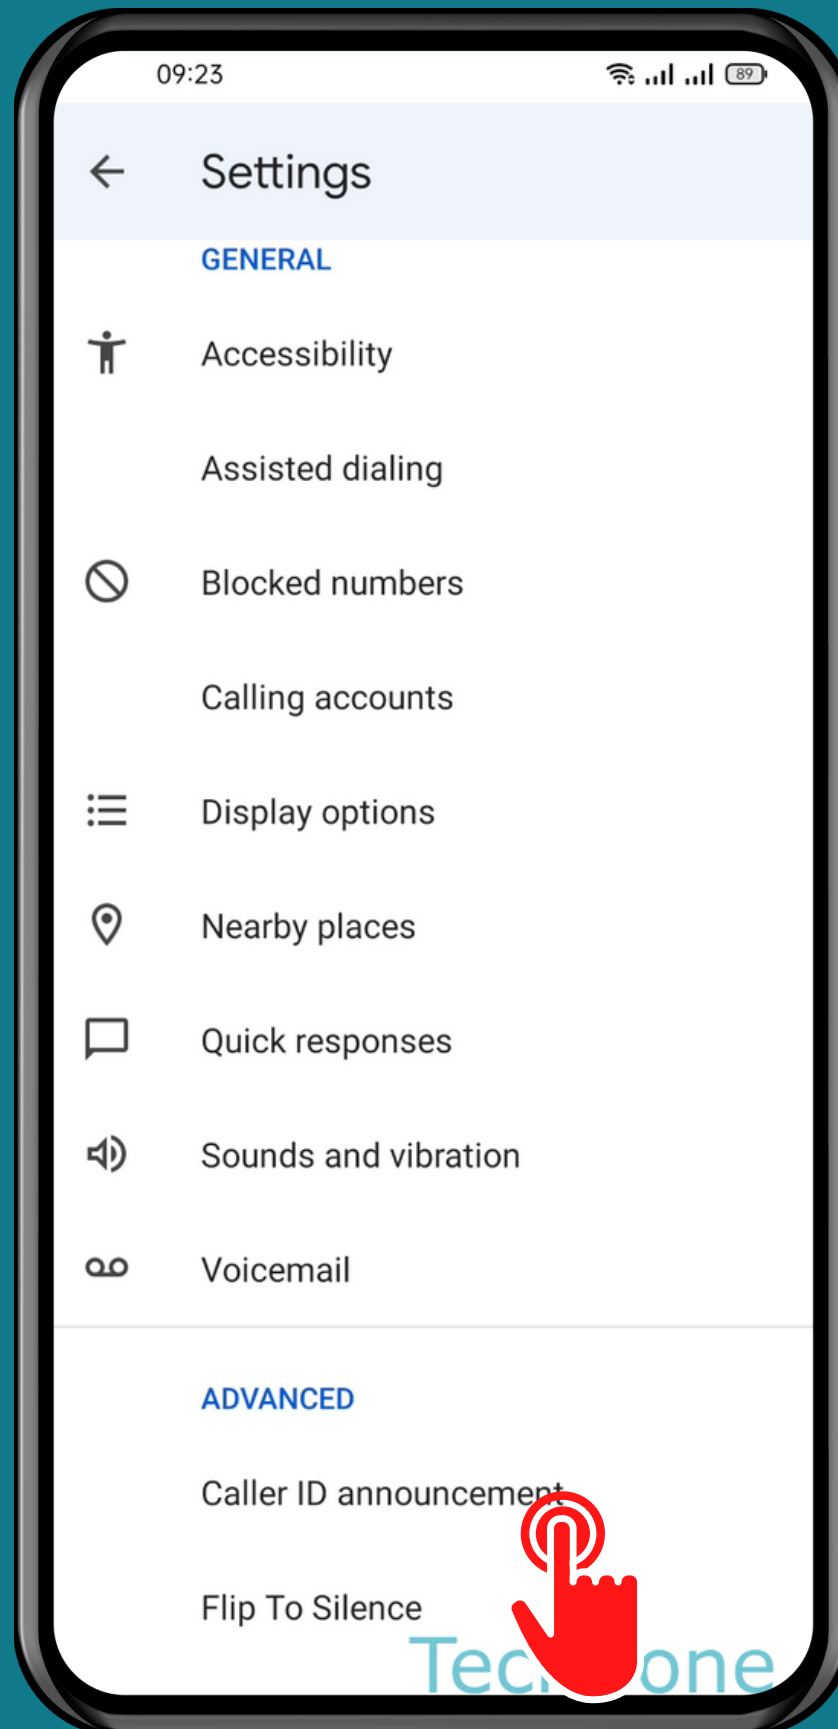 09:23
89
Settings
GENERAL
Accessibility
Assisted dialing
Blocked numbers
Calling accounts
Display options
Nearby places
Quick responses
Sounds and vibration
Voicemail
ADVANCED
Caller ID announcement
Flip To Silence